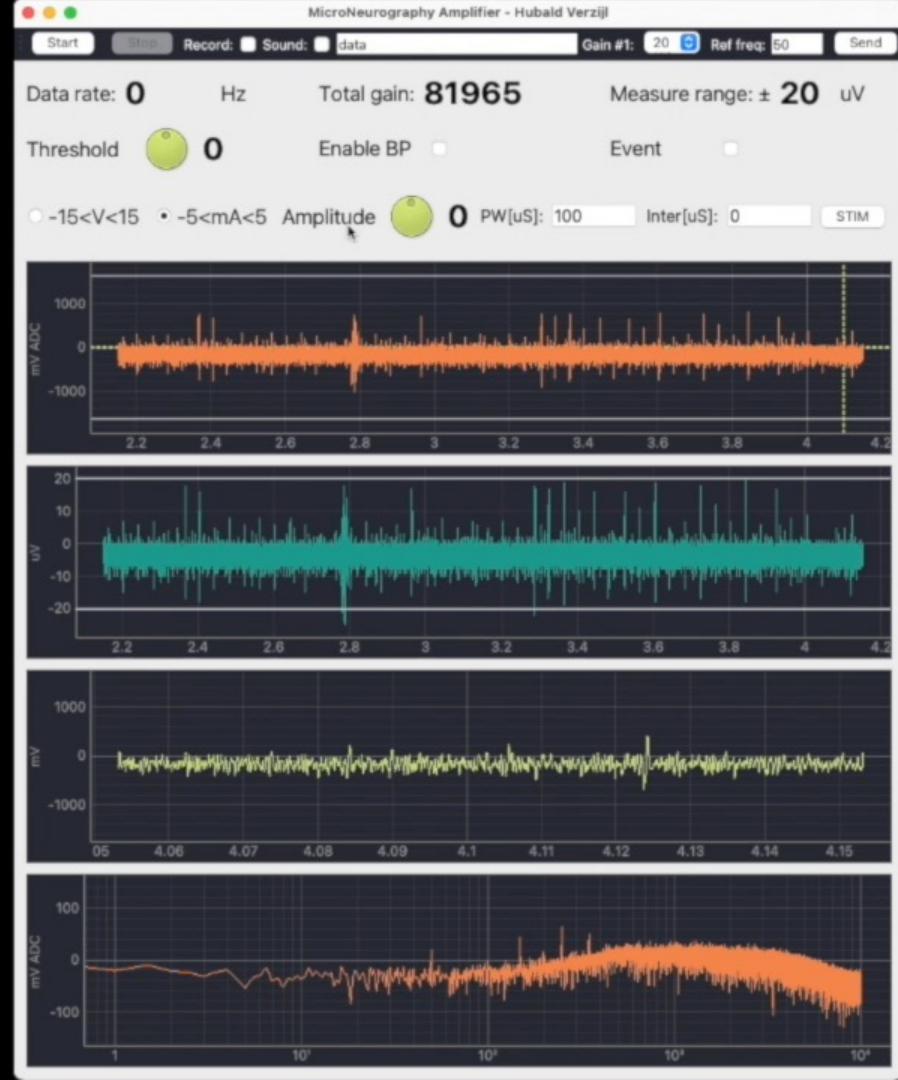 MicroNeurography Amplifier - Hubald Verzijl
Start Stop Record: Sound: data Gain #1: 20 Ref freq: 50 Send
Data rate: 0 Hz Total gain: 81965 Measure range: ± 20 uV
Threshold 0 Enable BP Event
-15<V<15 -5<mA<5 Amplitude 0 PW[uS]: 100 Inter[uS]: 0 STIM
mV ADC
1000
0
-1000
2.2 2.4 2.6 2.8 3 3.2 3.4 3.6 3.8 4 4.2
uV
20
10
0
-10
-20
2.2 2.4 2.6 2.8 3 3.2 3.4 3.6 3.8 4 4.2
mV
1000
0
-1000
05 4.06 4.07 4.08 4.09 4.1 4.11 4.12 4.13 4.14 4.15
mV ADC
100
0
-100
1 10¹ 10² 10³ 10⁴